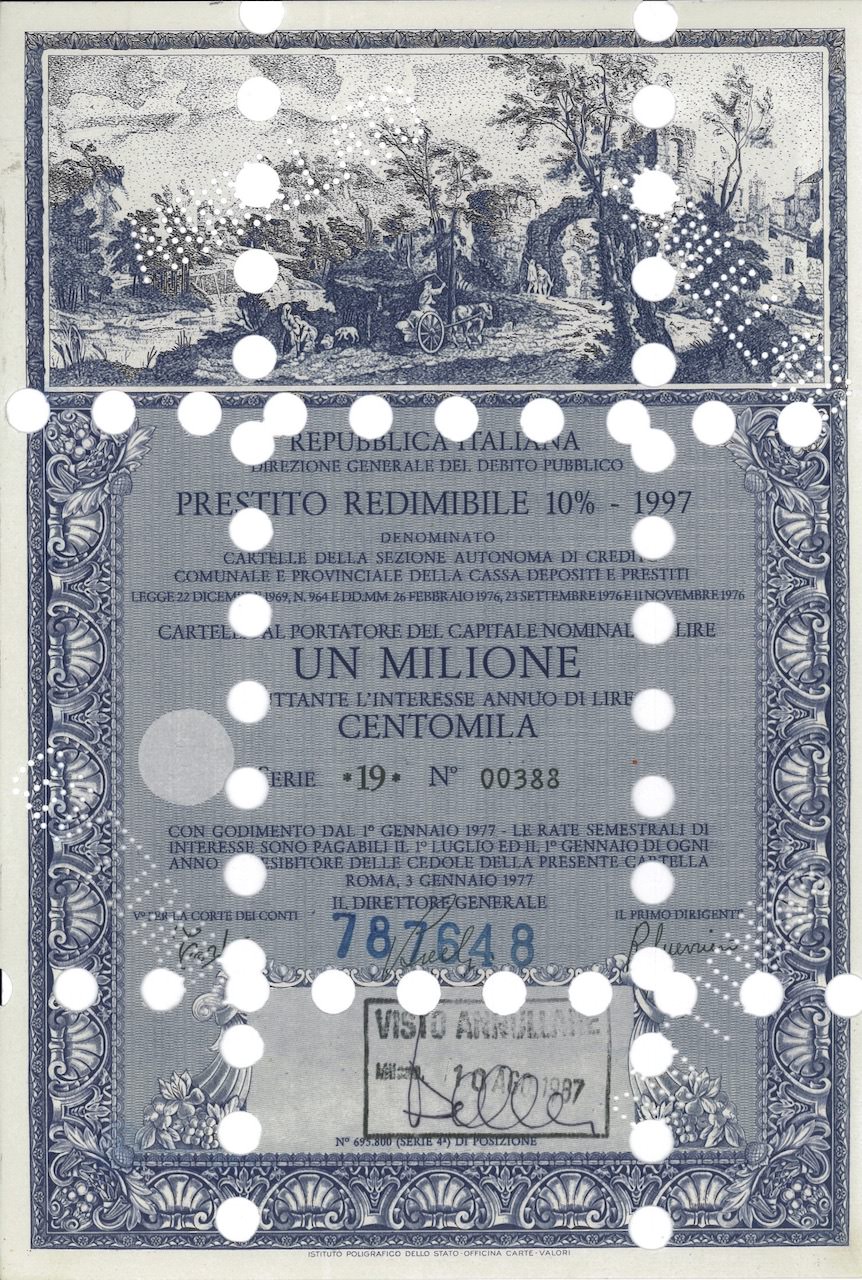 REPUBBLICA ITALIANA
DIREZIONE GENERALE DEL DEBITO PUBBLICO
PRESTITO REDIMIBILE 10% - 1997
DENOMINATO
CARTELLE DELLA SEZIONE AUTONOMA DI CREDITO
COMUNALE E PROVINCIALE DELLA CASSA DEPOSITI E PRESTITI
LEGGE 22 DICEMBRE 1969, N. 964 E DD.MM. 26 FEBBRAIO 1976, 23 SETTEMBRE 1976 E 11 NOVEMBRE 1976
CARTELLA AL PORTATORE DEL CAPITALE NOMINALE LIRE
UN MILIONE
FRUTTANTE L'INTERESSE ANNUO DI LIRE
CENTOMILA
SERIE *19* N° 00388
CON GODIMENTO DAL 1° GENNAIO 1977 - LE RATE SEMESTRALI DI
INTERESSE SONO PAGABILI IL 1° LUGLIO ED IL 1° GENNAIO DI OGNI
ANNO ESIBITORE DELLE CEDOLE DELLA PRESENTE CARTELLA
ROMA, 3 GENNAIO 1977
IL DIRETTORE GENERALE
V° PER LA CORTE DEI CONTI
IL PRIMO DIRIGENTE
787648
VISTO ANNULLARE
Milano, 10 AGO 1987
N° 695.800 (SERIE 4ª) DI POSIZIONE
ISTITUTO POLIGRAFICO DELLO STATO - OFFICINA CARTE - VALORI